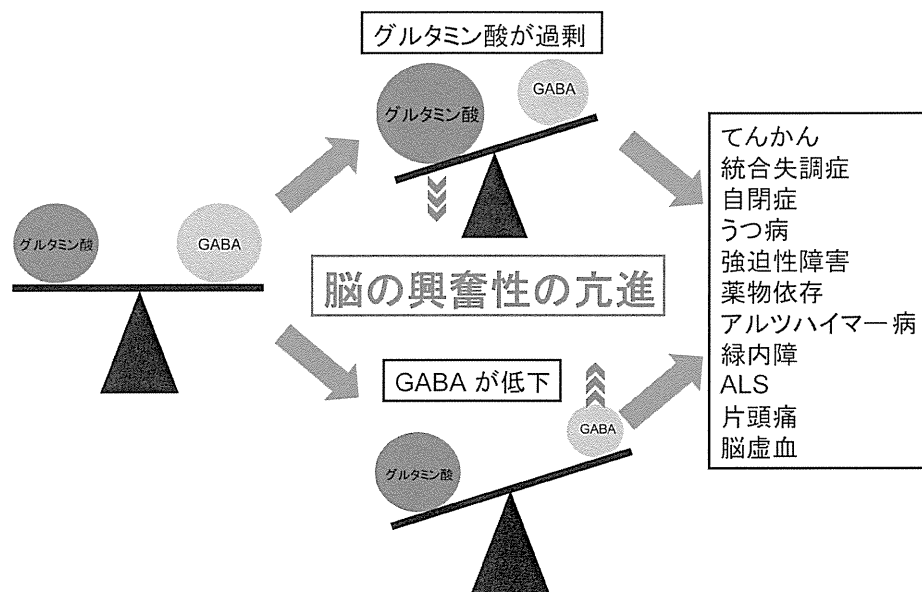 グルタミン酸が過剰
グルタミン酸
GABA
グルタミン酸
GABA
脳の興奮性の亢進
GABA が低下
グルタミン酸
GABA
てんかん
統合失調症
自閉症
うつ病
強迫性障害
薬物依存
アルツハイマー病
緑内障
ALS
片頭痛
脳虚血